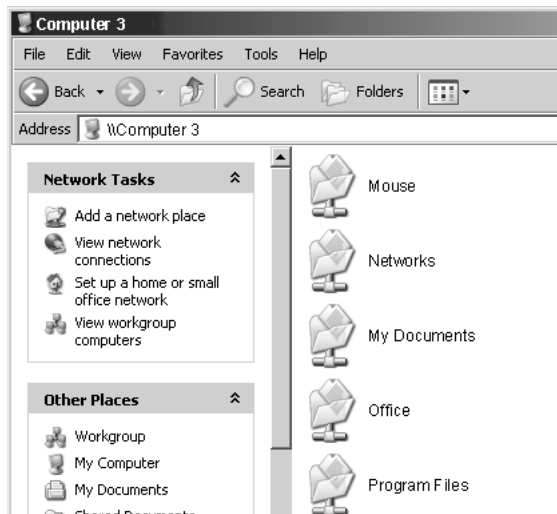 Computer 3
File Edit View Favorites Tools Help
Back Search Folders
Address \\Computer 3
Network Tasks
Add a network place
View network
connections
Set up a home or small
office network
View workgroup
computers
Other Places
Workgroup
My Computer
My Documents
Shared Documents
Mouse
Networks
My Documents
Office
Program Files